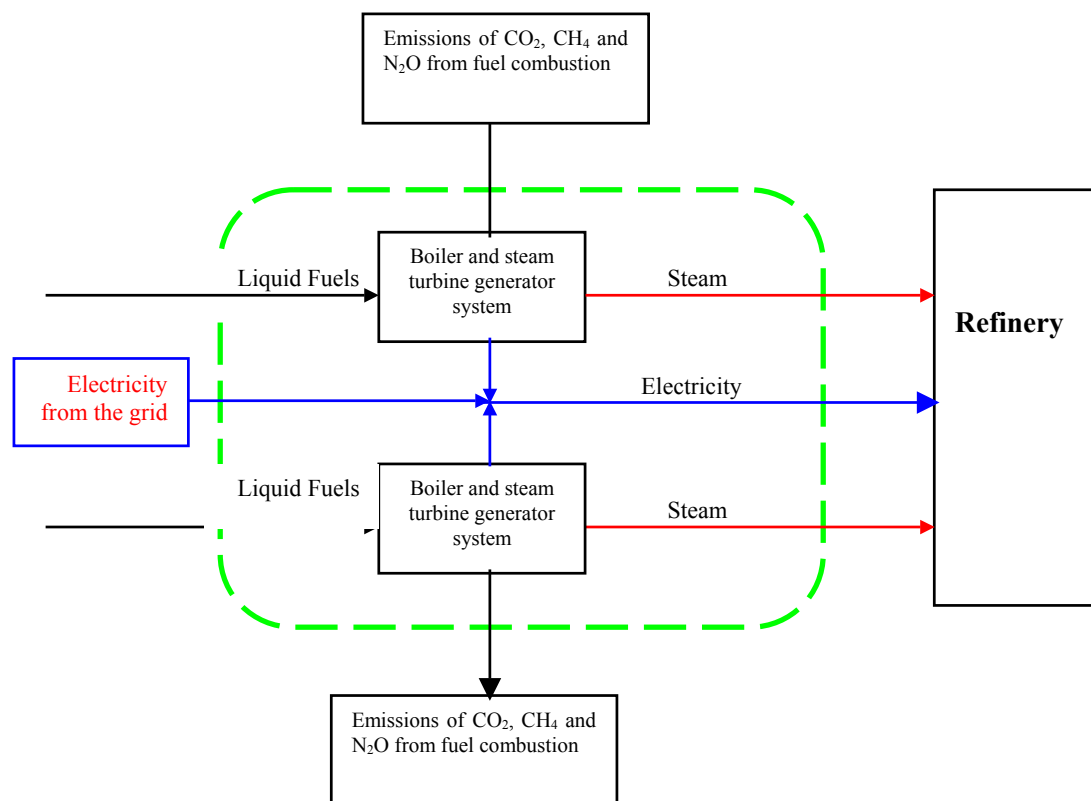 Emissions of CO₂, CH₄ and
N₂O from fuel combustion
Liquid Fuels
Boiler and steam
turbine generator
system
Steam
Refinery
Electricity
from the grid
Electricity
Liquid Fuels
Boiler and steam
turbine generator
system
Steam
Emissions of CO₂, CH₄ and
N₂O from fuel combustion